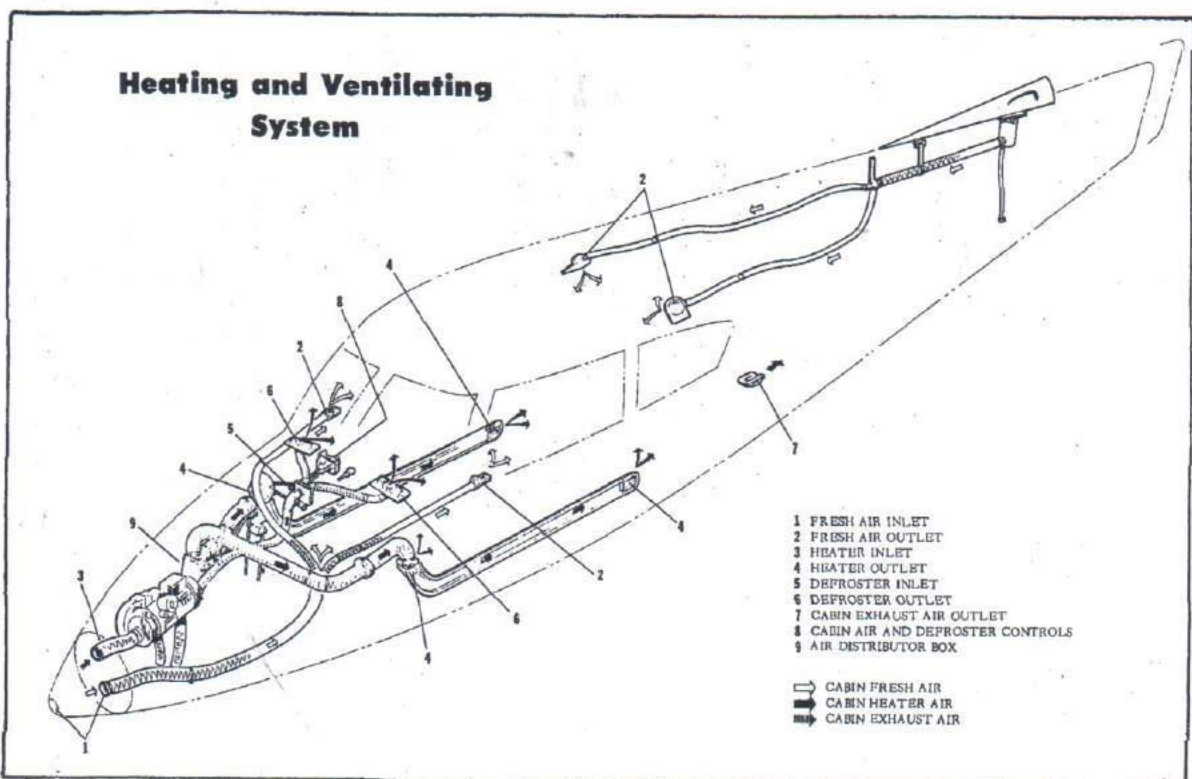 Heating and Ventilating
System
2
4
8
2
6
5
4
9
3
7
4
2
6
4
1
1 FRESH AIR INLET
2 FRESH AIR OUTLET
3 HEATER INLET
4 HEATER OUTLET
5 DEFROSTER INLET
6 DEFROSTER OUTLET
7 CABIN EXHAUST AIR OUTLET
8 CABIN AIR AND DEFROSTER CONTROLS
9 AIR DISTRIBUTOR BOX
CABIN FRESH AIR
CABIN HEATER AIR
CABIN EXHAUST AIR